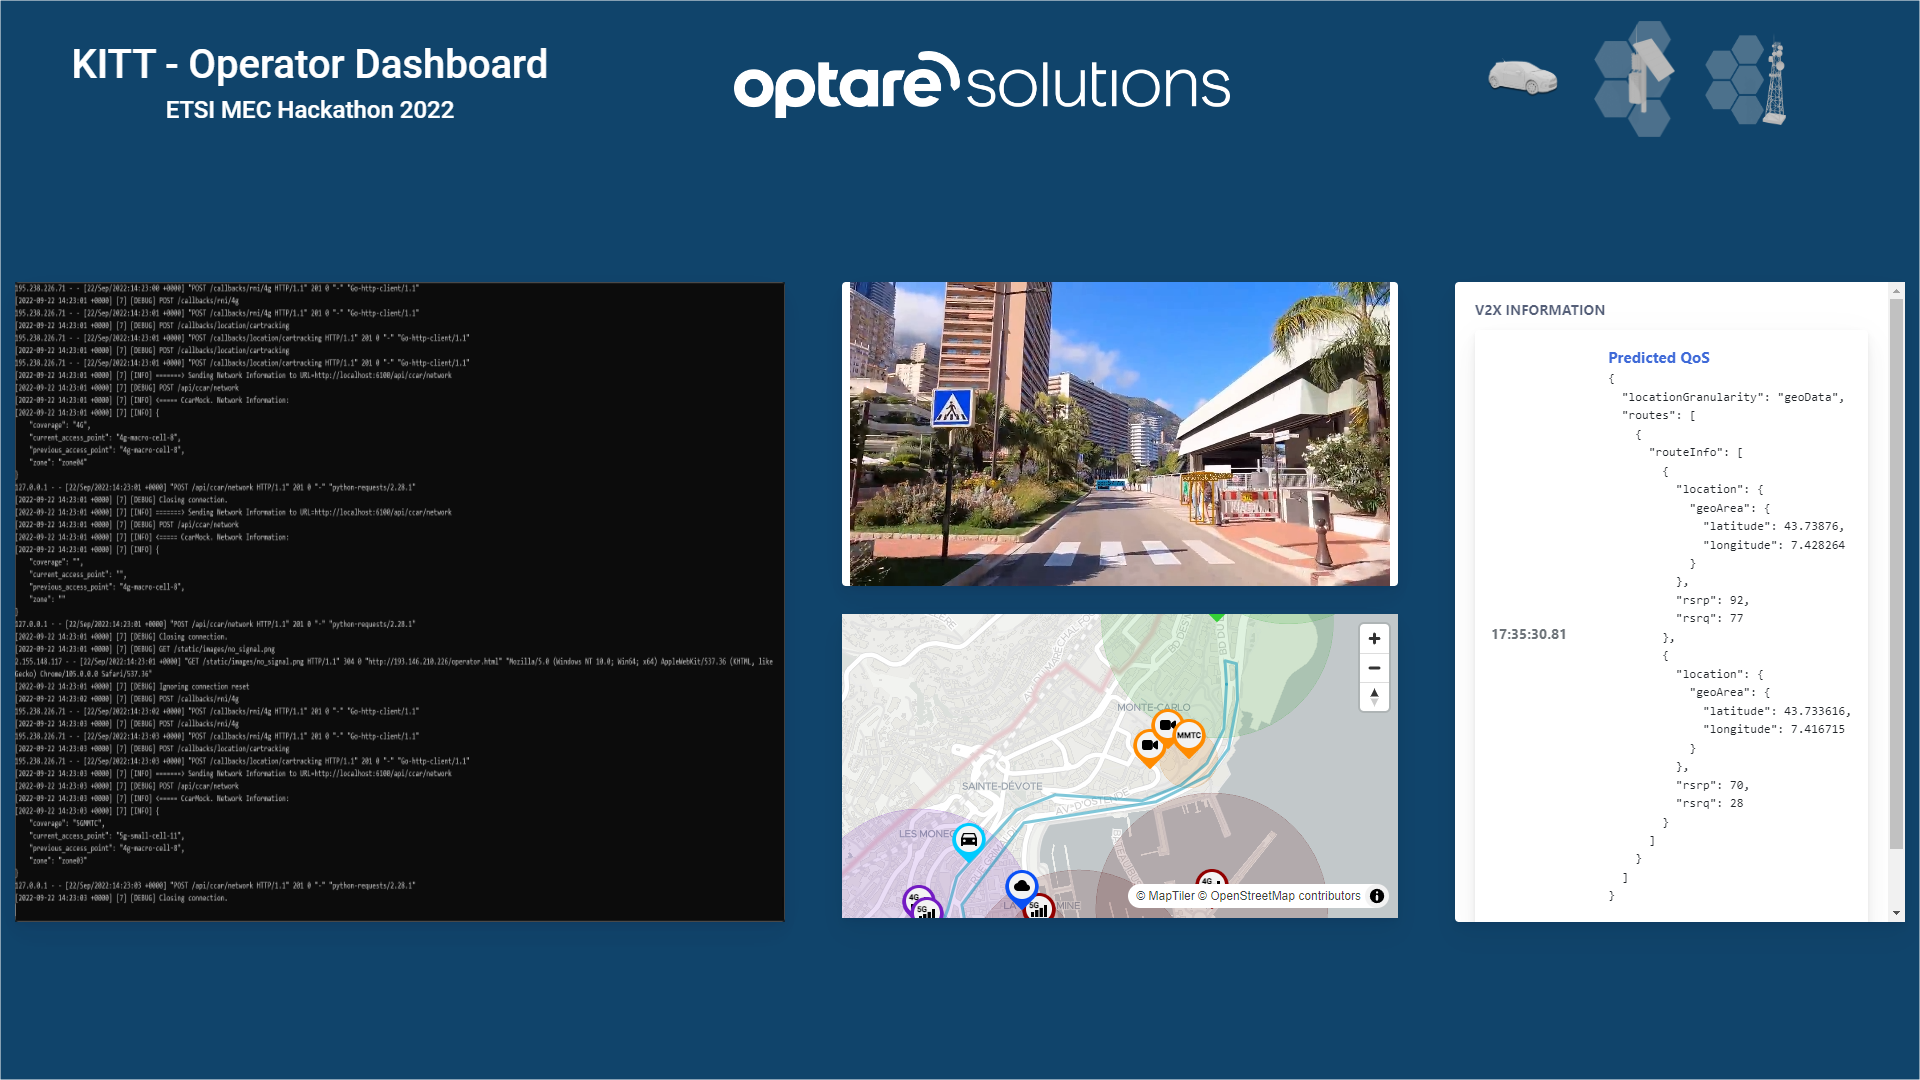 KITT - Operator Dashboard
ETSI MEC Hackathon 2022
optare solutions
195.238.226.71 - - [22/Sep/2022:14:23:00 +0000] "POST /callbacks/rni/4g HTTP/1.1" 201 0 "-" "Go-http-client/1.1"
[2022-09-22 14:23:01 +0000] [7] [DEBUG] POST /callbacks/rni/4g
195.238.226.71 - - [22/Sep/2022:14:23:01 +0000] "POST /callbacks/rni/4g HTTP/1.1" 201 0 "-" "Go-http-client/1.1"
[2022-09-22 14:23:01 +0000] [7] [DEBUG] POST /callbacks/location/cartracking
195.238.226.71 - - [22/Sep/2022:14:23:01 +0000] "POST /callbacks/location/cartracking HTTP/1.1" 201 0 "-" "Go-http-client/1.1"
[2022-09-22 14:23:01 +0000] [7] [DEBUG] POST /callbacks/location/cartracking
195.238.226.71 - - [22/Sep/2022:14:23:01 +0000] "POST /callbacks/location/cartracking HTTP/1.1" 201 0 "-" "Go-http-client/1.1"
[2022-09-22 14:23:01 +0000] [7] [INFO] =======> Sending Network Information to URL=http://localhost:6100/api/ccar/network
[2022-09-22 14:23:01 +0000] [7] [DEBUG] POST /api/ccar/network
[2022-09-22 14:23:01 +0000] [7] [INFO] <===== CcarMock. Network Information:
[2022-09-22 14:23:01 +0000] [7] [INFO] {
"coverage": "4G",
"current_access_point": "4g-macro-cell-8",
"previous_access_point": "4g-macro-cell-8",
"zone": "zone04"
}
127.0.0.1 - - [22/Sep/2022:14:23:01 +0000] "POST /api/ccar/network HTTP/1.1" 201 0 "-" "python-requests/2.28.1"
[2022-09-22 14:23:01 +0000] [7] [DEBUG] Closing connection.
[2022-09-22 14:23:01 +0000] [7] [INFO] =======> Sending Network Information to URL=http://localhost:6100/api/ccar/network
[2022-09-22 14:23:01 +0000] [7] [DEBUG] POST /api/ccar/network
[2022-09-22 14:23:01 +0000] [7] [INFO] <===== CcarMock. Network Information:
[2022-09-22 14:23:01 +0000] [7] [INFO] {
"coverage": "",
"current_access_point": "",
"previous_access_point": "4g-macro-cell-8",
"zone": ""
}
127.0.0.1 - - [22/Sep/2022:14:23:01 +0000] "POST /api/ccar/network HTTP/1.1" 201 0 "-" "python-requests/2.28.1"
[2022-09-22 14:23:01 +0000] [7] [DEBUG] Closing connection.
[2022-09-22 14:23:01 +0000] [7] [DEBUG] GET /static/images/no_signal.png
2.155.148.117 - - [22/Sep/2022:14:23:01 +0000] "GET /static/images/no_signal.png HTTP/1.1" 304 0 "http://193.146.210.226/operator.html" "Mozilla/5.0 (Windows NT 10.0; Win64; x64) AppleWebKit/537.36 (KHTML, like
Gecko) Chrome/105.0.0.0 Safari/537.36"
[2022-09-22 14:23:01 +0000] [7] [DEBUG] Ignoring connection reset
[2022-09-22 14:23:02 +0000] [7] [DEBUG] POST /callbacks/rni/4g
195.238.226.71 - - [22/Sep/2022:14:23:02 +0000] "POST /callbacks/rni/4g HTTP/1.1" 201 0 "-" "Go-http-client/1.1"
[2022-09-22 14:23:03 +0000] [7] [DEBUG] POST /callbacks/rni/4g
195.238.226.71 - - [22/Sep/2022:14:23:03 +0000] "POST /callbacks/rni/4g HTTP/1.1" 201 0 "-" "Go-http-client/1.1"
[2022-09-22 14:23:03 +0000] [7] [DEBUG] POST /callbacks/location/cartracking
195.238.226.71 - - [22/Sep/2022:14:23:03 +0000] "POST /callbacks/location/cartracking HTTP/1.1" 201 0 "-" "Go-http-client/1.1"
[2022-09-22 14:23:03 +0000] [7] [INFO] =======> Sending Network Information to URL=http://localhost:6100/api/ccar/network
[2022-09-22 14:23:03 +0000] [7] [DEBUG] POST /api/ccar/network
[2022-09-22 14:23:03 +0000] [7] [INFO] <===== CcarMock. Network Information:
[2022-09-22 14:23:03 +0000] [7] [INFO] {
"coverage": "5GMMTC",
"current_access_point": "5g-small-cell-11",
"previous_access_point": "4g-macro-cell-8",
"zone": "zone03"
}
127.0.0.1 - - [22/Sep/2022:14:23:03 +0000] "POST /api/ccar/network HTTP/1.1" 201 0 "-" "python-requests/2.28.1"
[2022-09-22 14:23:03 +0000] [7] [DEBUG] Closing connection.
MONTE-CARLO
MMTC
SAINTE-DÉVOTE
AV-D'OSTENDE
LES MONEG
4G
5G
5G
4G
© MapTiler © OpenStreetMap contributors
V2X INFORMATION
17:35:30.81
Predicted QoS
{
"locationGranularity": "geoData",
"routes": [
{
"routeInfo": [
{
"location": {
"geoArea": {
"latitude": 43.73876,
"longitude": 7.428264
}
},
"rsrp": 92,
"rsrq": 77
},
{
"location": {
"geoArea": {
"latitude": 43.733616,
"longitude": 7.416715
}
},
"rsrp": 70,
"rsrq": 28
}
]
}
]
}